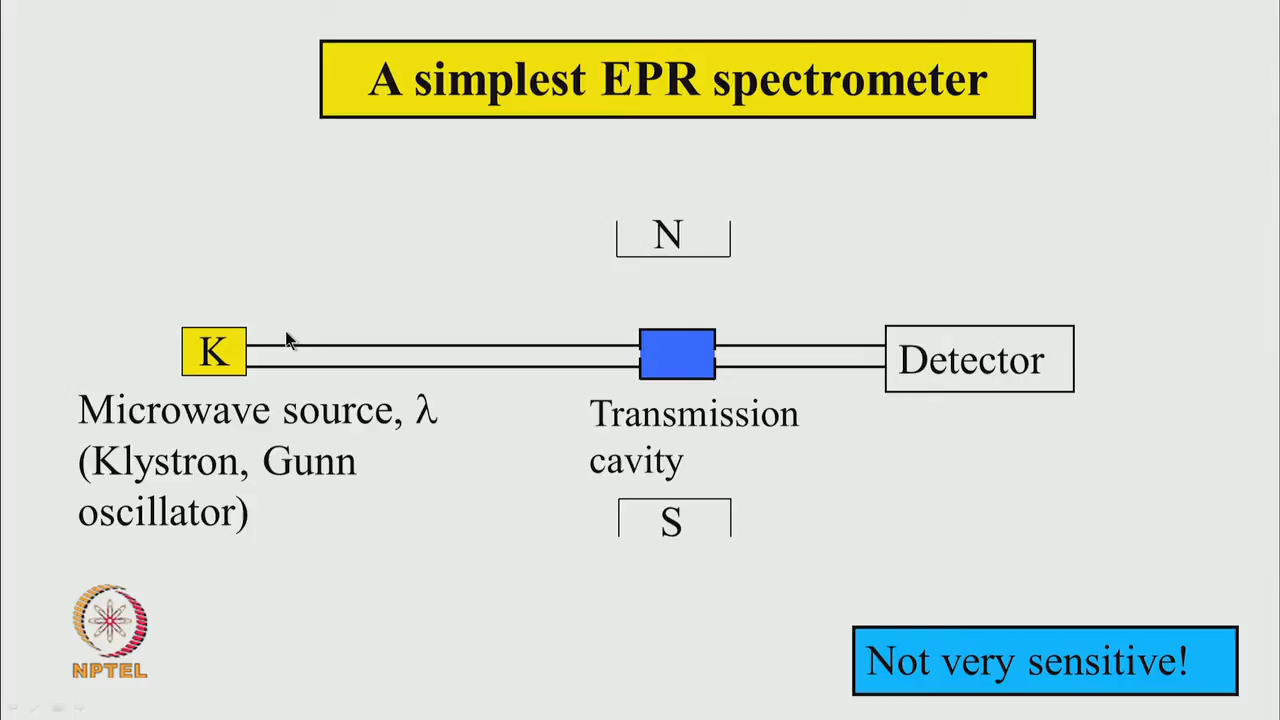 A simplest EPR spectrometer
N
K
Detector
Microwave source, λ
(Klystron, Gunn
oscillator)
Transmission
cavity
S
NPTEL
Not very sensitive!